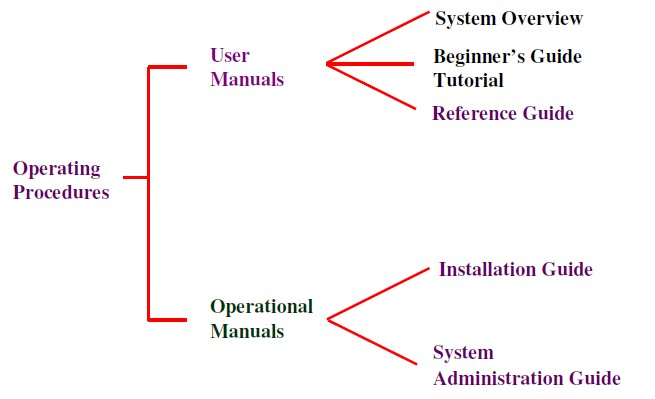 System Overview
User
Manuals
Beginner’s Guide
Tutorial
Reference Guide
Operating
Procedures
Installation Guide
Operational
Manuals
System
Administration Guide